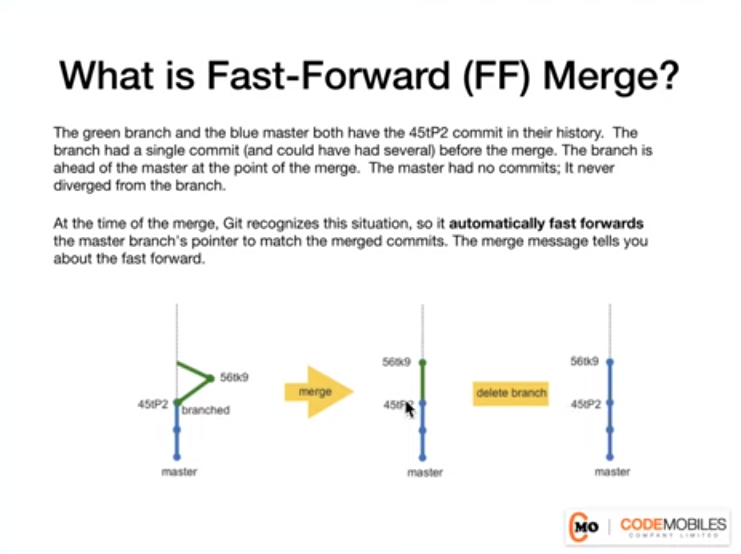 What is Fast-Forward (FF) Merge?
The green branch and the blue master both have the 45tP2 commit in their history. The
branch had a single commit (and could have had several) before the merge. The branch is
ahead of the master at the point of the merge. The master had no commits; It never
diverged from the branch.
At the time of the merge, Git recognizes this situation, so it automatically fast forwards
the master branch's pointer to match the merged commits. The merge message tells you
about the fast forward.
56tk9
45tP2
branched
master
merge
56tk9
45tP2
master
delete branch
56tk9
45tP2
master
CMO
CODEMOBILES
COMPANY LIMITED